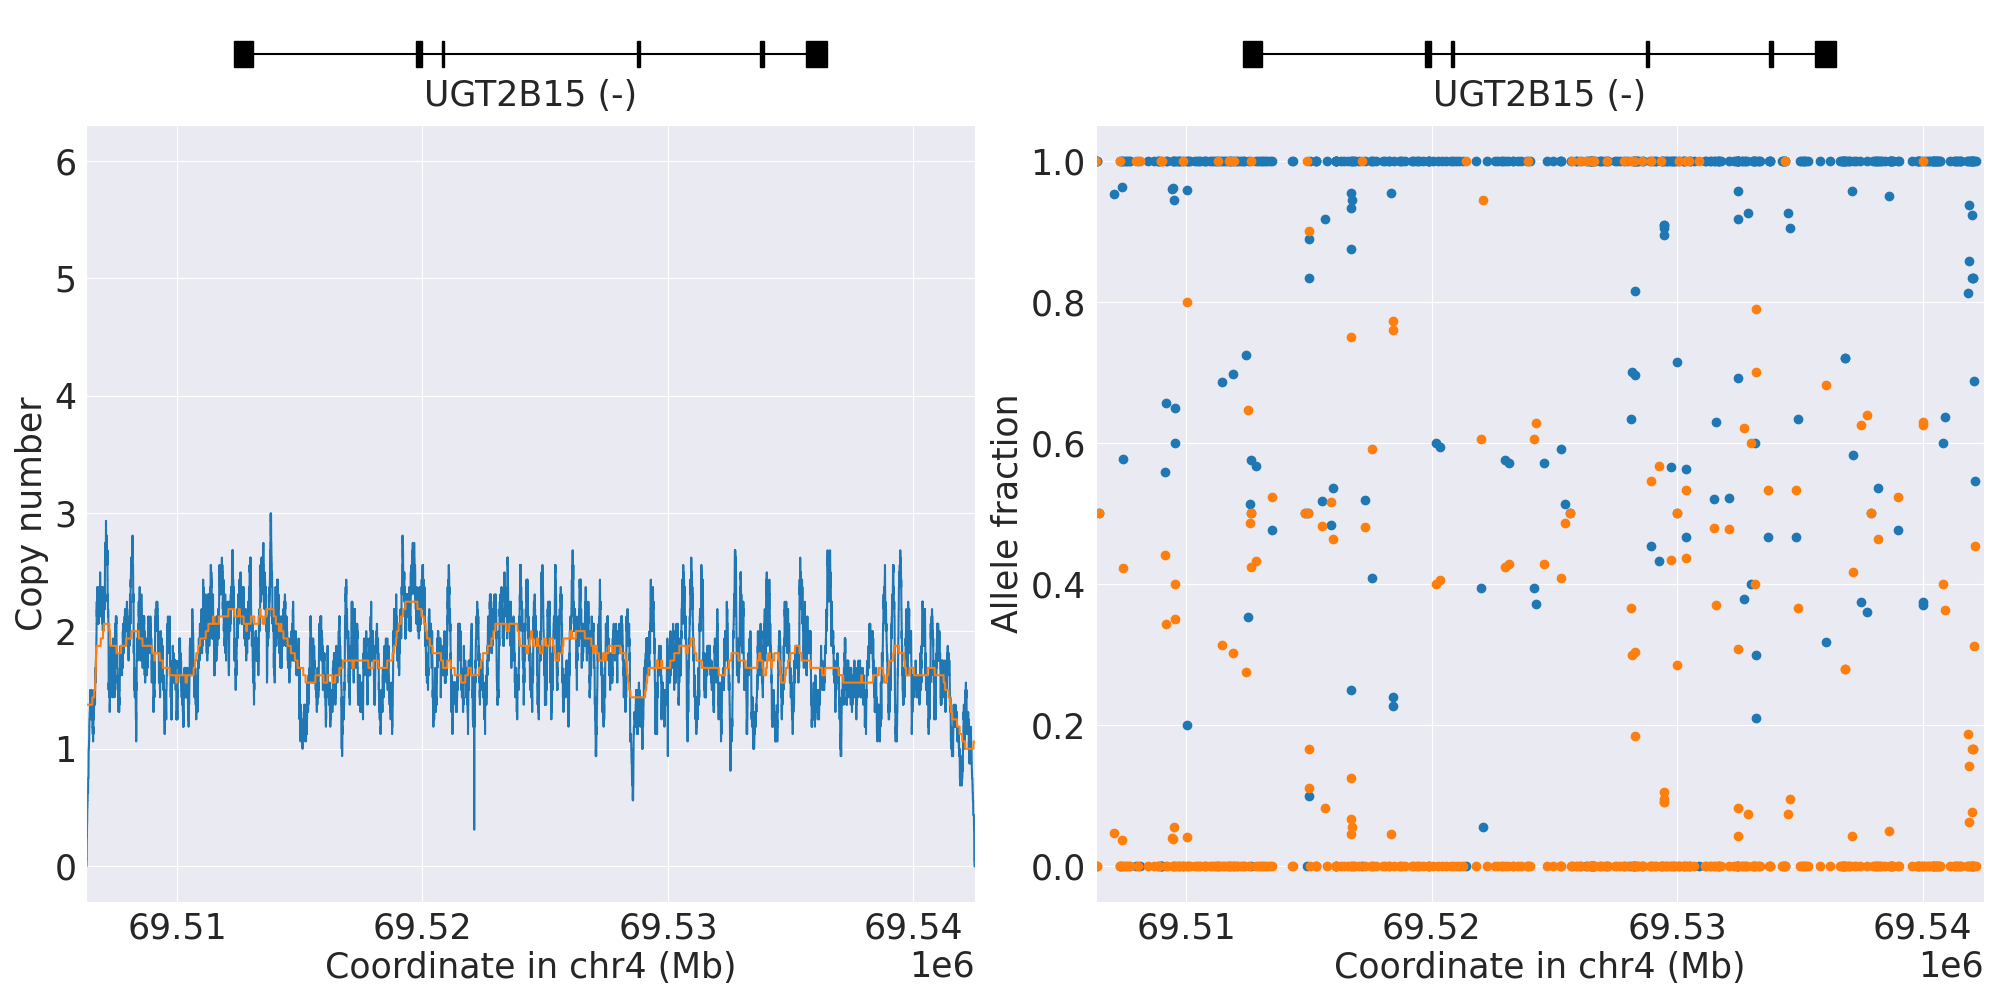 UGT2B15 (-)
Copy number
6
5
4
3
2
1
0
69.51 69.52 69.53 69.54
Coordinate in chr4 (Mb)
1e6
UGT2B15 (-)
Allele fraction
1.0
0.8
0.6
0.4
0.2
0.0
69.51 69.52 69.53 69.54
Coordinate in chr4 (Mb)
1e6